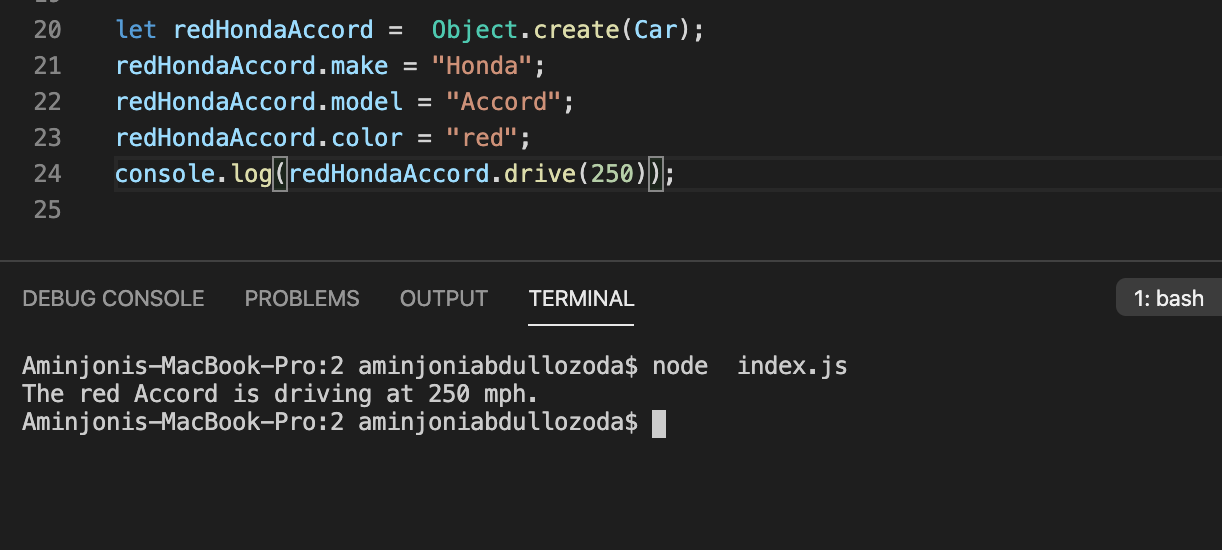 20 let redHondaAccord =  Object.create(Car);
21 redHondaAccord.make = "Honda";
22 redHondaAccord.model = "Accord";
23 redHondaAccord.color = "red";
24 console.log(redHondaAccord.drive(250));
25
DEBUG CONSOLE PROBLEMS OUTPUT TERMINAL 1: bash
Aminjonis-MacBook-Pro:2 aminjoniabdullozoda$ node  index.js
The red Accord is driving at 250 mph.
Aminjonis-MacBook-Pro:2 aminjoniabdullozoda$